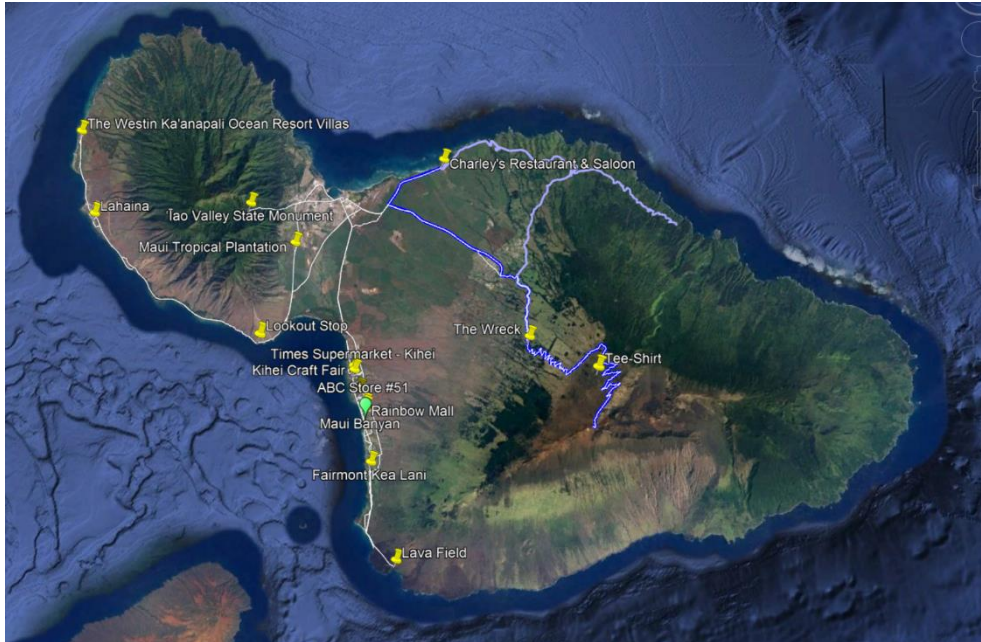 The Westin Ka'anapali Ocean Resort Villas
Charley's Restaurant & Saloon
Lahaina
Iao Valley State Monument
Maui Tropical Plantation
Lookout Stop
The Wreck
Times Supermarket - Kihei
Tee-Shirt
Kihei Craft Fair
ABC Store #51
Rainbow Mall
Maui Banyan
Fairmont Kea Lani
Lava Field